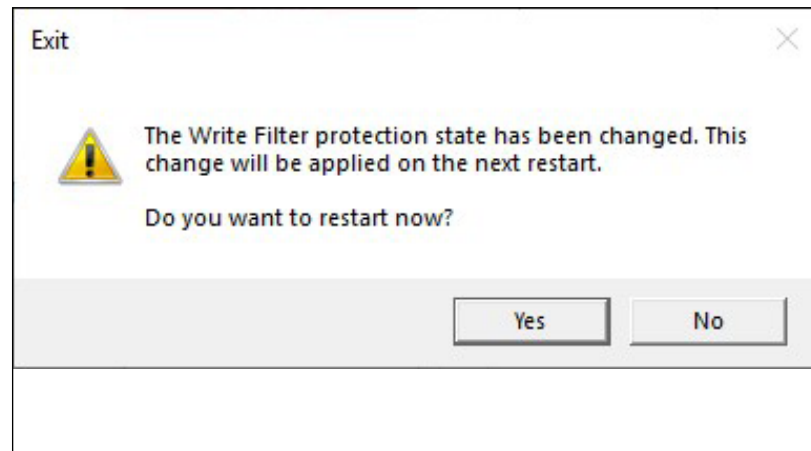 Exit
The Write Filter protection state has been changed. This
change will be applied on the next restart.
Do you want to restart now?
Yes
No